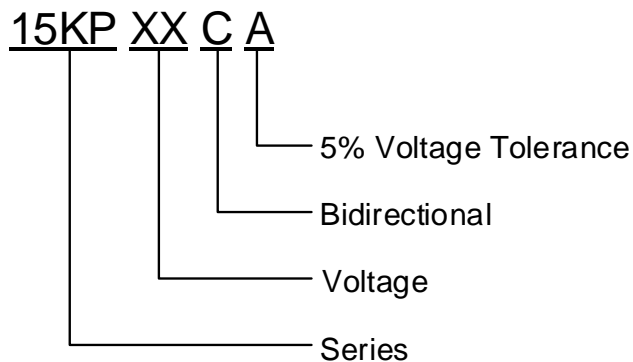 15KP XX C A
5% Voltage Tolerance
Bidirectional
Voltage
Series